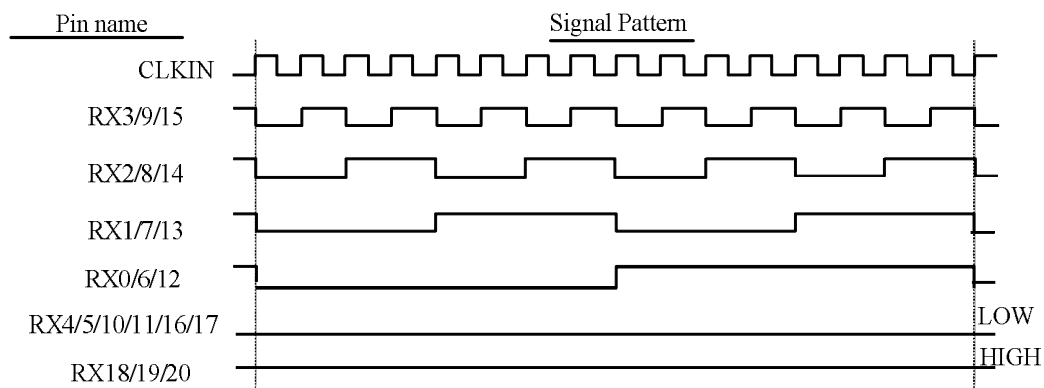 Pin name
Signal Pattern
CLKIN
RX3/9/15
RX2/8/14
RX1/7/13
RX0/6/12
RX4/5/10/11/16/17
LOW
RX18/19/20
HIGH